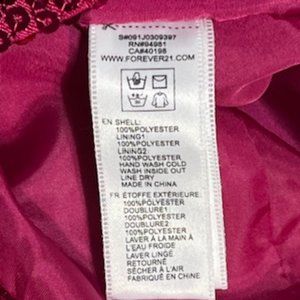 S#091J0309397
RN#94981
CA#40198
WWW.FOREVER21.COM
EN SHELL:
100%POLYESTER
LINING1
100%POLYESTER
LINING2
100%POLYESTER
HAND WASH COLD
WASH INSIDE OUT
LINE DRY
MADE IN CHINA
FR:ÉTOFFE EXTÉRIEURE:
100%POLYESTER
DOUBLURE1
100%POLYESTER
DOUBLURE2
100%POLYESTER
LAVER À LA MAIN À
L'EAU FROIDE
LAVER LINGE
RETOURNÉ
SÉCHER À L'AIR
FABRIQUÉ EN CHINE